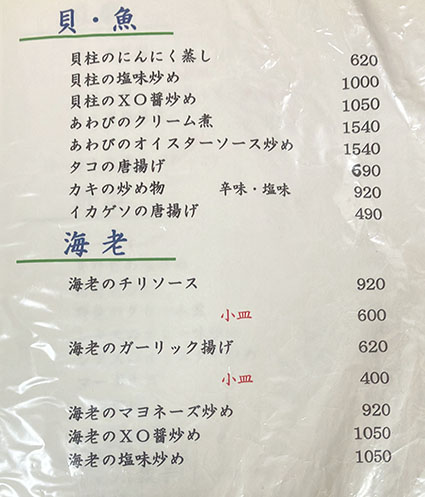 貝・魚
貝柱のにんにく蒸し 620
貝柱の塩味炒め 1000
貝柱のXO醤炒め 1050
あわびのクリーム煮 1540
あわびのオイスターソース炒め 1540
タコの唐揚げ 690
カキの炒め物 辛味・塩味 920
イカゲソの唐揚げ 490
海老
海老のチリソース 920
小皿 600
海老のガーリック揚げ 620
小皿 400
海老のマヨネーズ炒め 920
海老のXO醤炒め 1050
海老の塩味炒め 1050